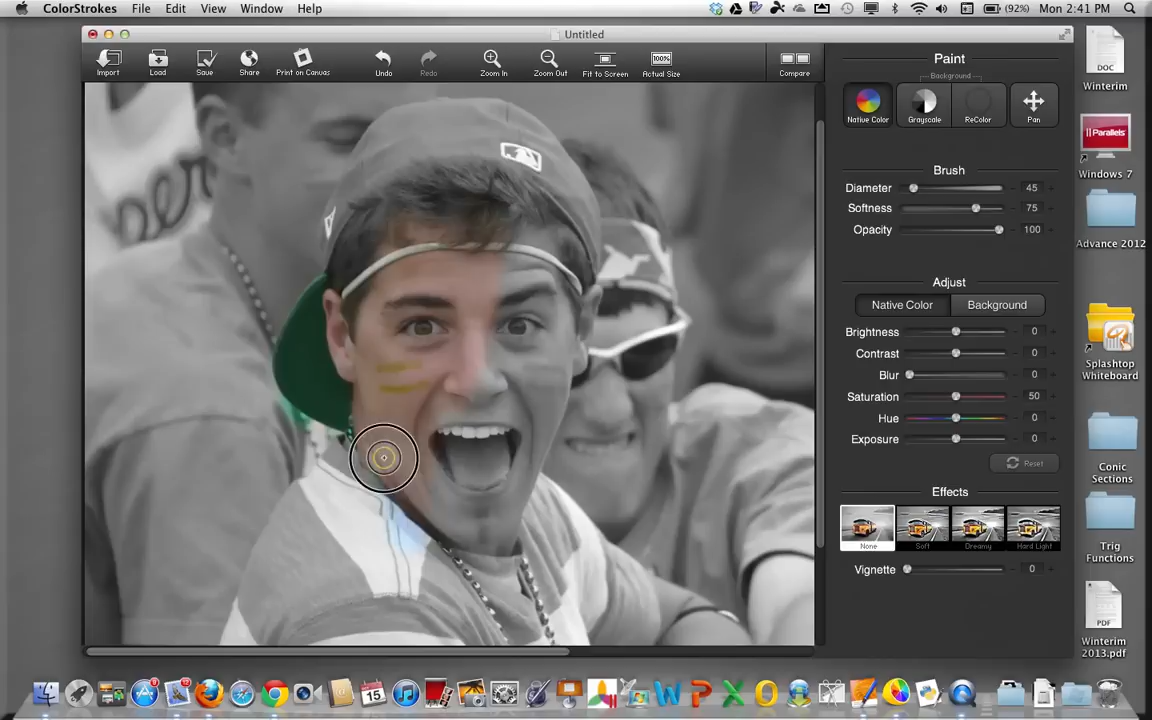 ColorStrokes File Edit View Window Help
(92%) Mon 2:41 PM
Untitled
Import Load Save Share Print on Canvas Undo Redo Zoom In Zoom Out Fit to Screen Actual Size Compare
100%
Paint
Background
Native Color Grayscale ReColor Pan
Brush
Diameter 45
Softness 75
Opacity 100
Adjust
Native Color Background
Brightness 0
Contrast 0
Blur 0
Saturation 50
Hue 0
Exposure 0
Reset
Effects
None Soft Dreamy Hard Light
Vignette 0
DOC
Winterim
Parallels
Windows 7
Advance 2012
Splashtop
Whiteboard
Conic
Sections
Trig
Functions
PDF
Winterim
2013.pdf